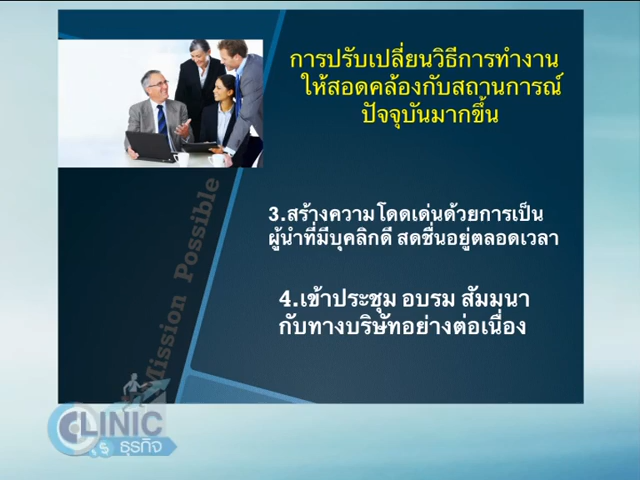 การปรับเปลี่ยนวิธีการทำงาน
ให้สอดคล้องกับสถานการณ์
ปัจจุบันมากขึ้น
3.สร้างความโดดเด่นด้วยการเป็น
ผู้นำที่มีบุคลิกดี สดชื่นอยู่ตลอดเวลา
4.เข้าประชุม อบรม สัมมนา
กับทางบริษัทอย่างต่อเนื่อง
Mission Possible
CLINIC
ธุรกิจ